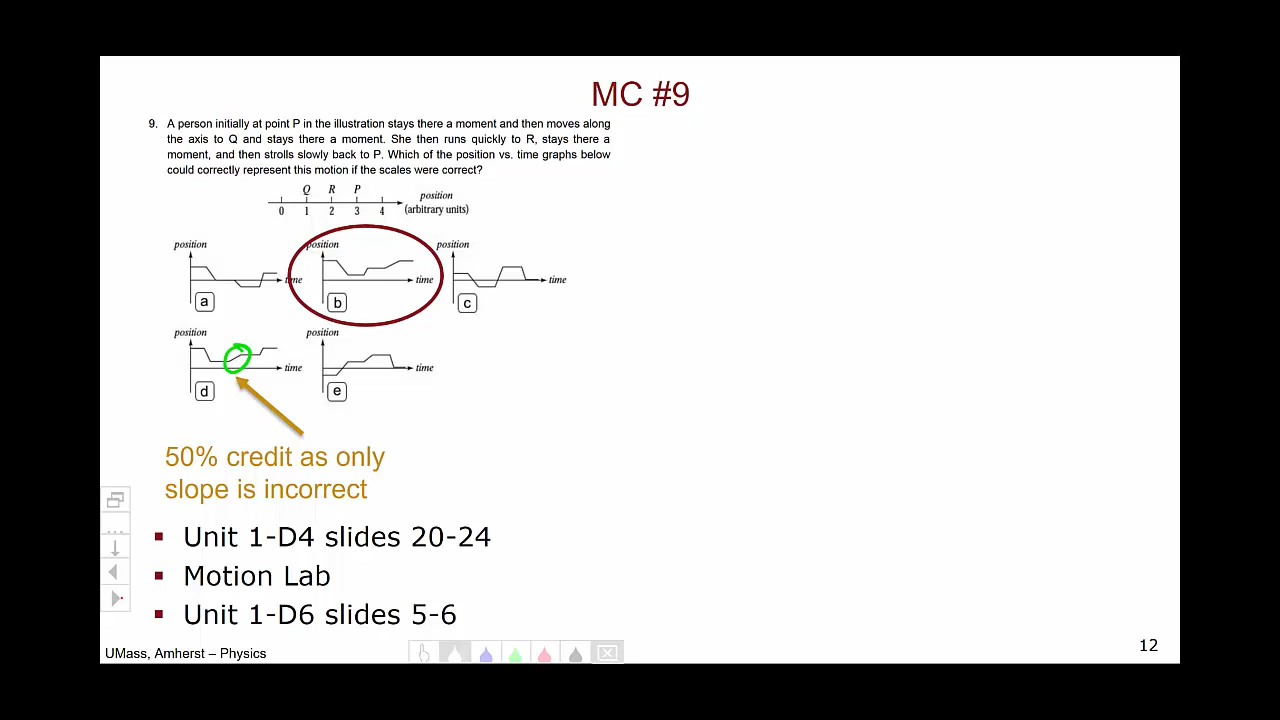 MC #9
9. A person initially at point P in the illustration stays there a moment and then moves along
the axis to Q and stays there a moment. She then runs quickly to R, stays there a
moment, and then strolls slowly back to P. Which of the position vs. time graphs below
could correctly represent this motion if the scales were correct?
Q R P
position
0 1 2 3 4 (arbitrary units)
position position position
time time time
a b c
position position
time time
d e
50% credit as only
slope is incorrect
▪ Unit 1-D4 slides 20-24
▪ Motion Lab
▪ Unit 1-D6 slides 5-6
UMass, Amherst – Physics
12